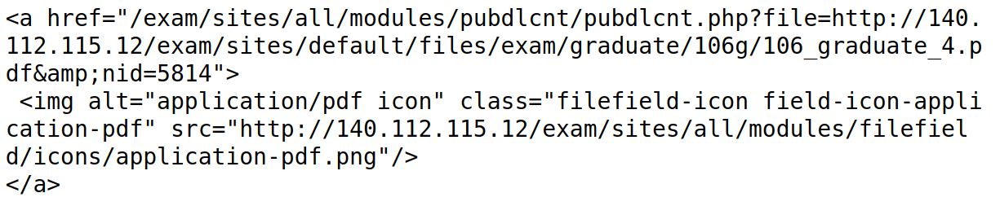 <a href="/exam/sites/all/modules/pubdlcnt/pubdlcnt.php?file=http://140.
112.115.12/exam/sites/default/files/exam/graduate/106g/106_graduate_4.p
df&amp;nid=5814">
 <img alt="application/pdf icon" class="filefield-icon field-icon-appli
cation-pdf" src="http://140.112.115.12/exam/sites/all/modules/filefiel
d/icons/application-pdf.png"/>
</a>